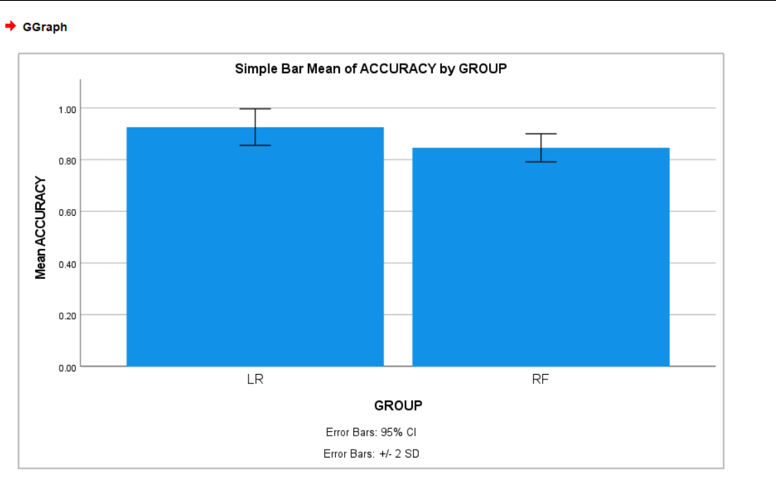 GGraph
Simple Bar Mean of ACCURACY by GROUP
Mean ACCURACY
1.00
0.80
0.60
0.40
0.20
0.00
LR RF
GROUP
Error Bars: 95% CI
Error Bars: +/- 2 SD